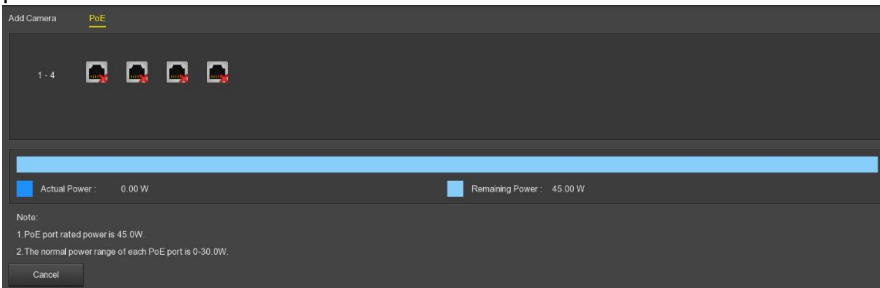 Add Camera PoE
1 - 4
Actual Power : 0.00 W Remaining Power : 45.00 W
Note:
1.PoE port rated power is 45.0W.
2.The normal power range of each PoE port is 0-30.0W.
Cancel